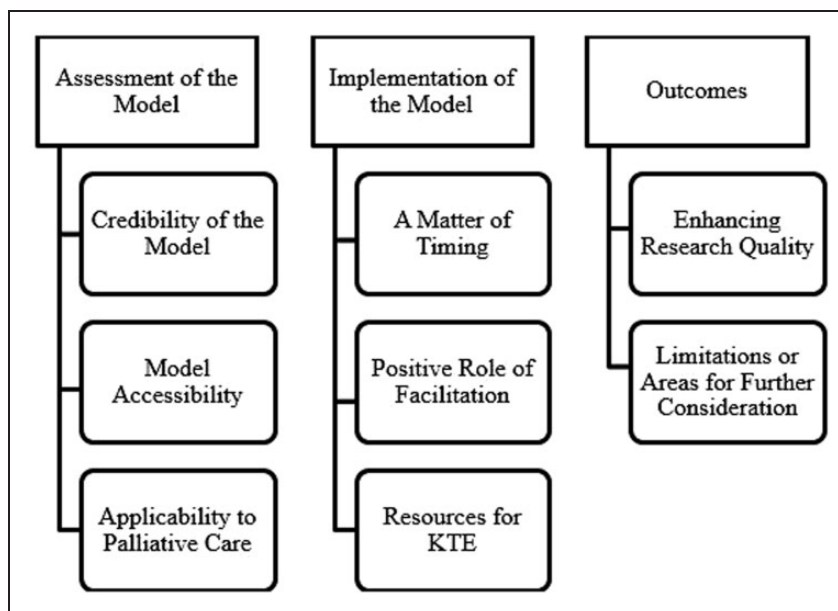 Assessment of the
Model
Credibility of the
Model
Model
Accessibility
Applicability to
Palliative Care
Implementation of
the Model
A Matter of
Timing
Positive Role of
Facilitation
Resources for
KTE
Outcomes
Enhancing
Research Quality
Limitations or
Areas for Further
Consideration